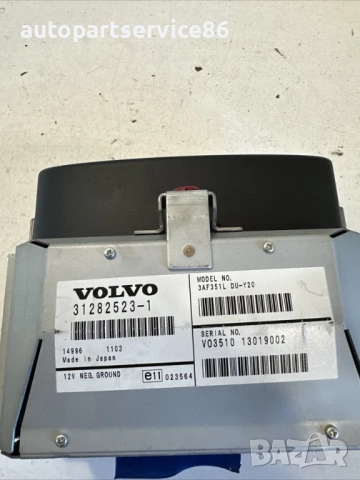 autopartservice86
VOLVO
31282523-1
14996 1103
Made in Japan
12V NEG.GROUND
e11 023564
MODEL NO.
3AF351L DU-Y20
SERIAL NO.
V03510 13019002
BAZAR